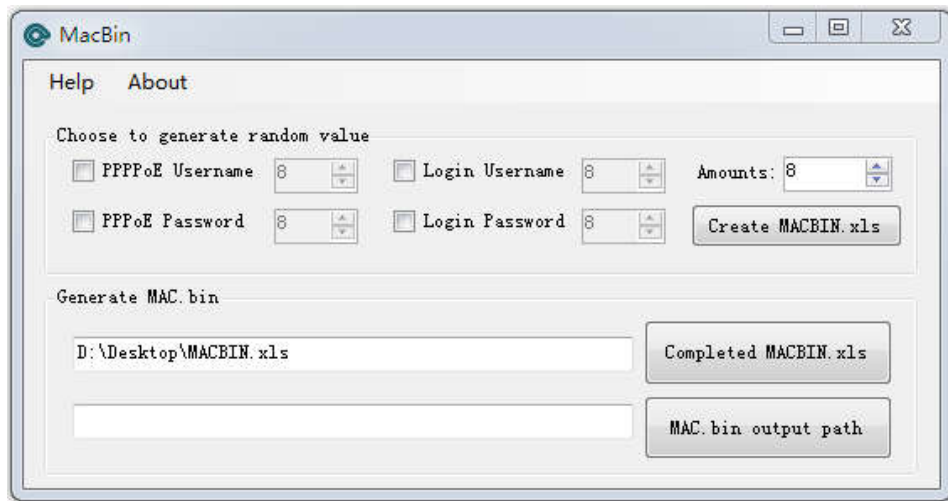 MacBin
Help About
Choose to generate random value
PPPPoE Username 8 Login Username 8 Amounts: 8
PPPoE Password 8 Login Password 8 Create MACBIN.xls
Generate MAC.bin
D:\Desktop\MACBIN.xls Completed MACBIN.xls
MAC.bin output path